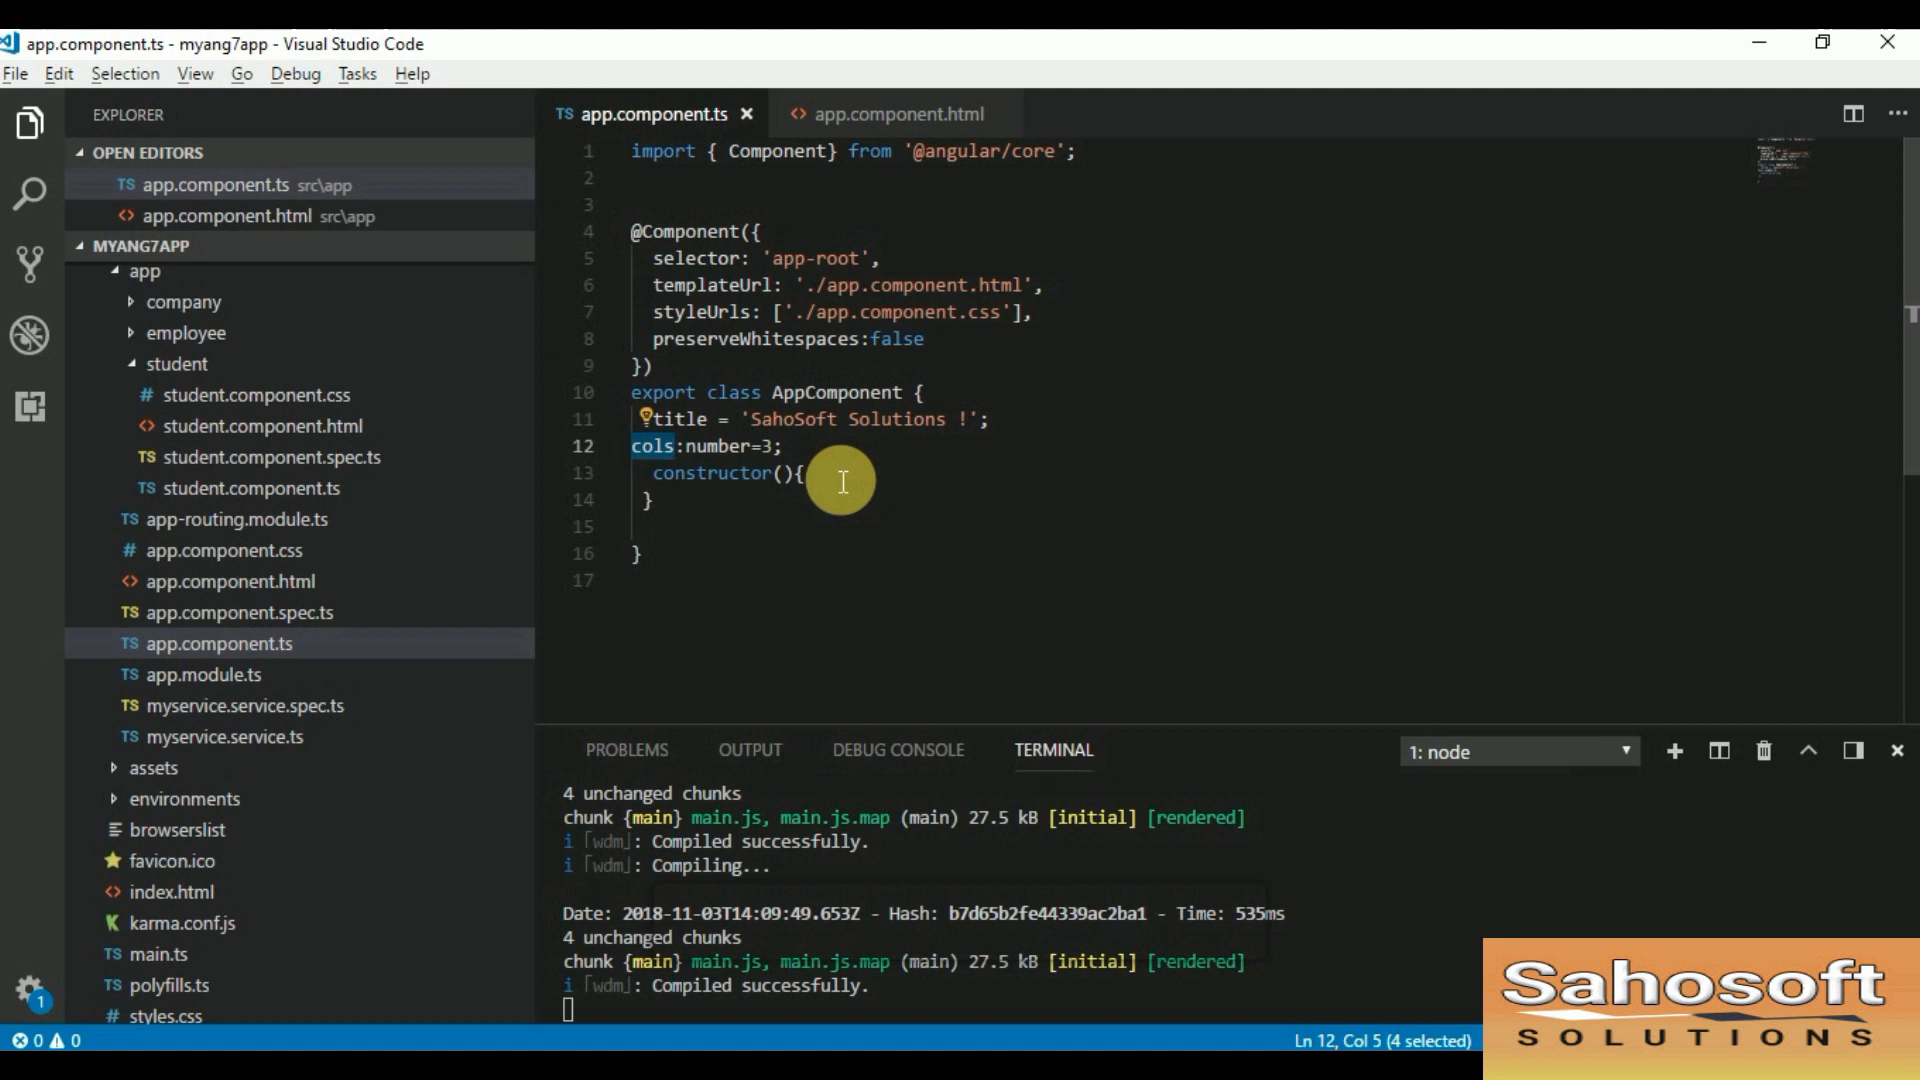 app.component.ts - myang7app - Visual Studio Code
File Edit Selection View Go Debug Tasks Help
EXPLORER
OPEN EDITORS
TS app.component.ts src\app
<> app.component.html src\app
MYANG7APP
app
company
employee
student
# student.component.css
<> student.component.html
TS student.component.spec.ts
TS student.component.ts
TS app-routing.module.ts
# app.component.css
<> app.component.html
TS app.component.spec.ts
TS app.component.ts
TS app.module.ts
TS myservice.service.spec.ts
TS myservice.service.ts
assets
environments
browserslist
favicon.ico
<> index.html
K karma.conf.js
TS main.ts
TS polyfills.ts
# styles.css
1
TS app.component.ts
<> app.component.html
1 import { Component} from '@angular/core';
2
3
4 @Component({
5 selector: 'app-root',
6 templateUrl: './app.component.html',
7 styleUrls: ['./app.component.css'],
8 preserveWhitespaces:false
9 })
10 export class AppComponent {
11 title = 'SahoSoft Solutions !';
12 cols:number=3;
13 constructor(){
14 }
15
16 }
17
PROBLEMS OUTPUT DEBUG CONSOLE TERMINAL
1: node
4 unchanged chunks
chunk {main} main.js, main.js.map (main) 27.5 kB [initial] [rendered]
i ｢wdm｣: Compiled successfully.
i ｢wdm｣: Compiling...
Date: 2018-11-03T14:09:49.653Z - Hash: b7d65b2fe44339ac2ba1 - Time: 535ms
4 unchanged chunks
chunk {main} main.js, main.js.map (main) 27.5 kB [initial] [rendered]
i ｢wdm｣: Compiled successfully.
0 0
Ln 12, Col 5 (4 selected)
Sahosoft
SOLUTIONS